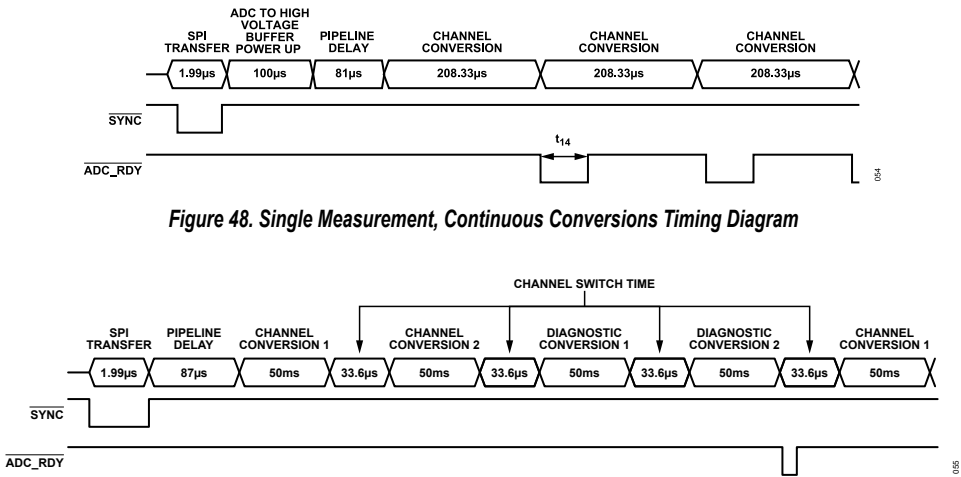 ADC TO HIGH
VOLTAGE
BUFFER
POWER UP
SPI
TRANSFER
PIPELINE
DELAY
CHANNEL
CONVERSION
CHANNEL
CONVERSION
CHANNEL
CONVERSION
1.99µs 100µs 81µs 208.33µs 208.33µs 208.33µs
SYNC
t14
ADC_RDY
054
Figure 48. Single Measurement, Continuous Conversions Timing Diagram
CHANNEL SWITCH TIME
SPI
TRANSFER
PIPELINE
DELAY
CHANNEL
CONVERSION 1
CHANNEL
CONVERSION 2
DIAGNOSTIC
CONVERSION 1
DIAGNOSTIC
CONVERSION 2
CHANNEL
CONVERSION 1
1.99µs 87µs 50ms 33.6µs 50ms 33.6µs 50ms 33.6µs 50ms 33.6µs 50ms
SYNC
ADC_RDY
055